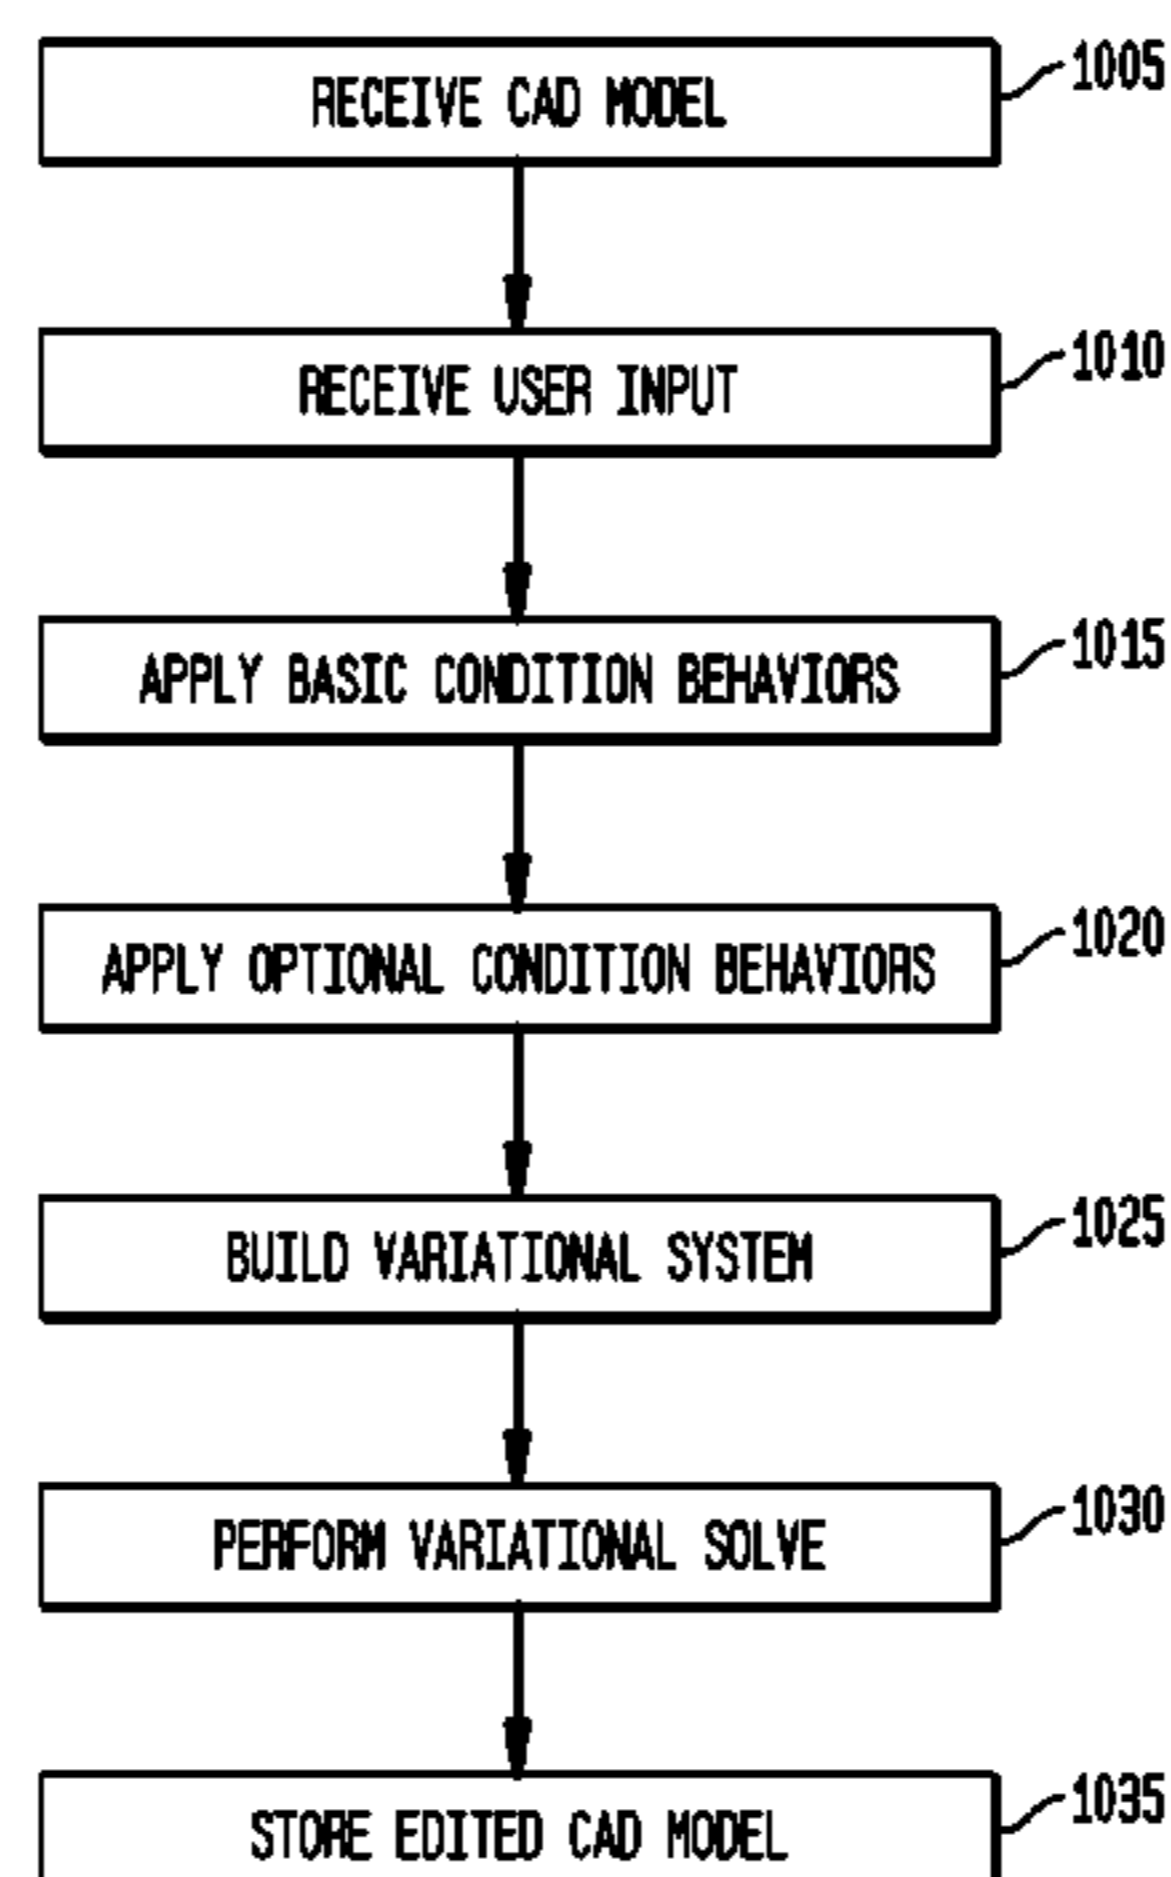 RECEIVE CAD MODEL
1005
RECEIVE USER INPUT
1010
APPLY BASIC CONDITION BEHAVIORS
1015
APPLY OPTIONAL CONDITION BEHAVIORS
1020
BUILD VARIATIONAL SYSTEM
1025
PERFORM VARIATIONAL SOLVE
1030
STORE EDITED CAD MODEL
1035